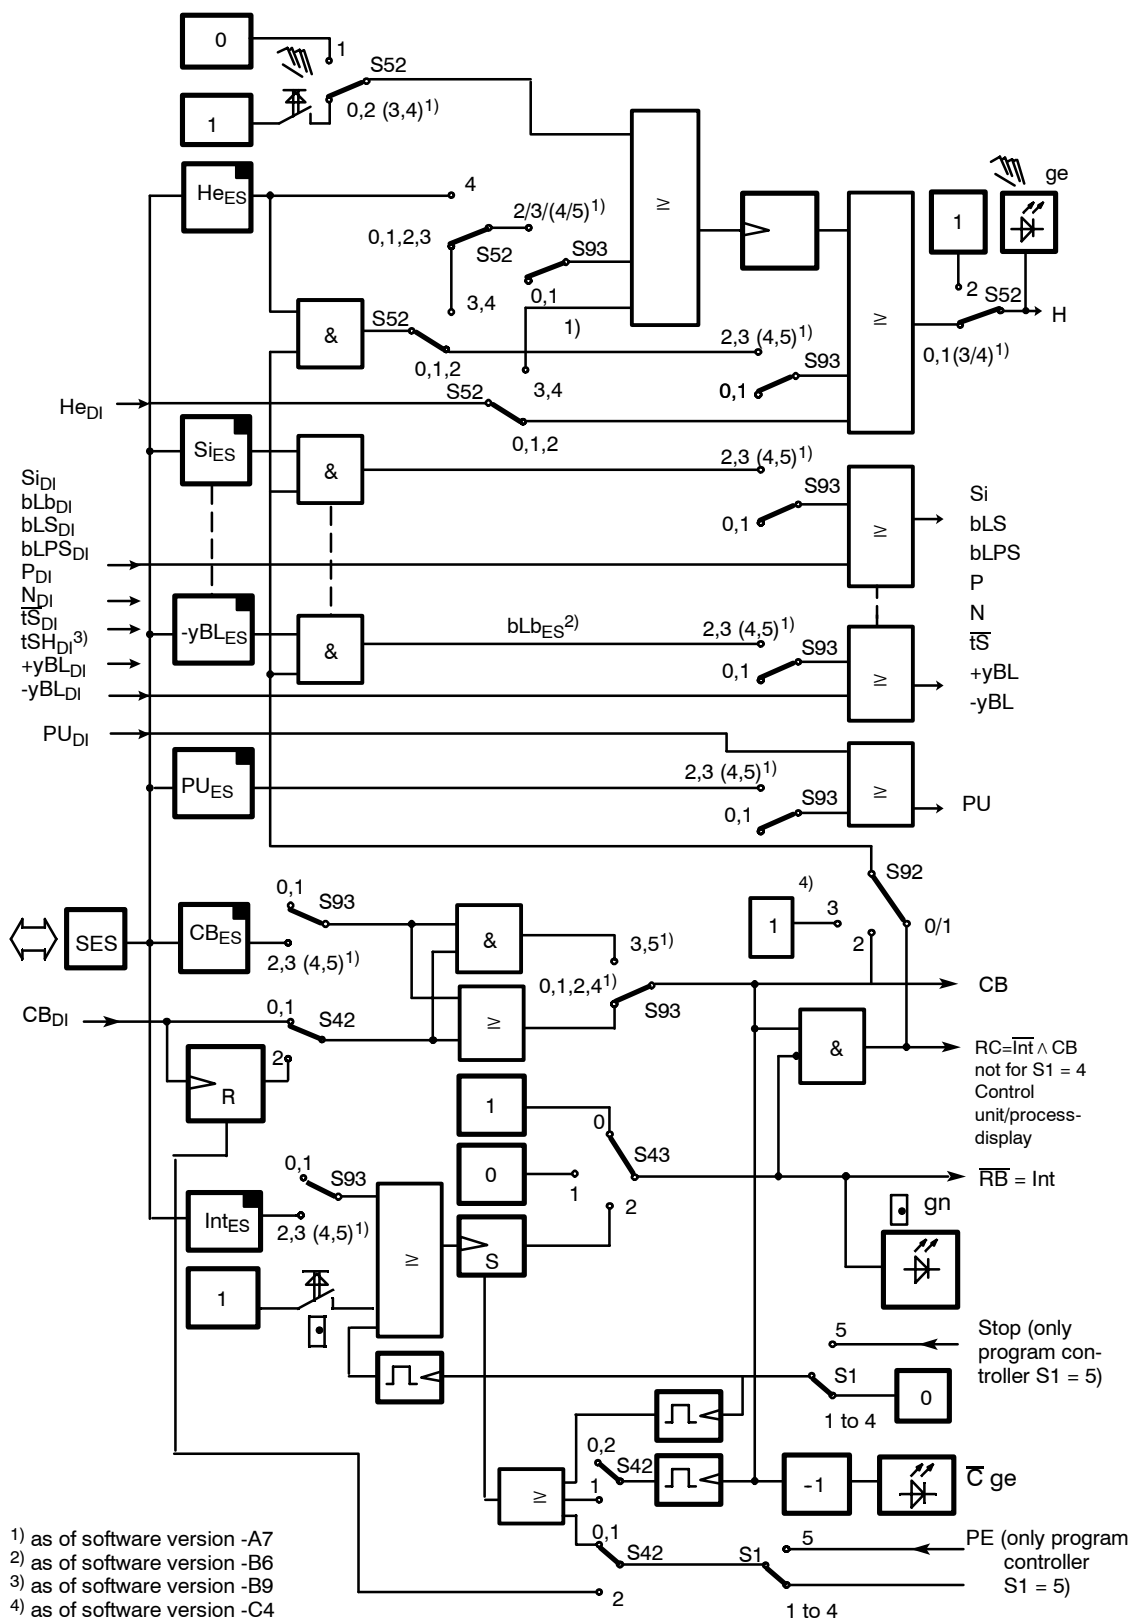 0
1
S52
0,2 (3,4)1)
1
HeES
4
2/3/(4/5)1)
0,1,2,3
S52
S93
0,1
3,4
1)
≥
1
ge
2
S52
H
0,1(3/4)1)
&
S52
0,1,2
2,3 (4,5)1)
S93
0,1
≥
3,4
HeDI
S52
0,1,2
SiES
&
2,3 (4,5)1)
S93
0,1
≥
SiDI
bLbDI
bLSDI
bLPSDI
PDI
NDI
t̅S̅DI
tSHDI3)
+yBLDI
-yBLDI
Si
bLS
bLPS
P
N
t̅S̅
+yBL
-yBL
-yBLES
&
bLbES2)
2,3 (4,5)1)
S93
0,1
≥
PUDI
PUES
2,3 (4,5)1)
S93
0,1
≥
PU
S92
0/1
4)
1
3
2
SES
CBES
0,1
S93
2,3 (4,5)1)
&
3,51)
0,1,2,41)
S93
CB
CBDI
0,1
S42
2
≥
R
&
RC=I̅n̅t̅ ∧ CB
not for S1 = 4
Control
unit/process-
display
1
0
0
S43
1
2
R̅B̅ = Int
gn
IntES
0,1
S93
2,3 (4,5)1)
≥
S
1
5
Stop (only
program con-
troller S1 = 5)
S1
0
1 to 4
0,2
S42
1
≥
-1
C̅ ge
0,1
S42
2
S1
5
PE (only program
controller
S1 = 5)
1 to 4
1) as of software version -A7
2) as of software version -B6
3) as of software version -B9
4) as of software version -C4